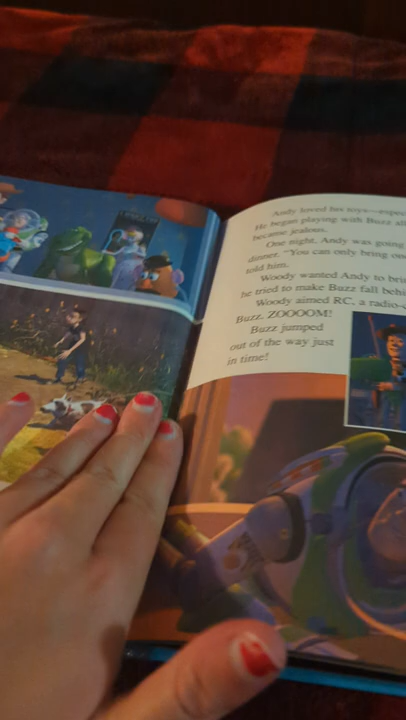 Andy loved his toys—espec
He began playing with Buzz all
became jealous.
One night, Andy was going
dinner. "You can only bring one
told him.
Woody wanted Andy to brin
he tried to make Buzz fall behi
Woody aimed RC, a radio-c
Buzz. ZOOOOM!
Buzz jumped
out of the way just
in time!